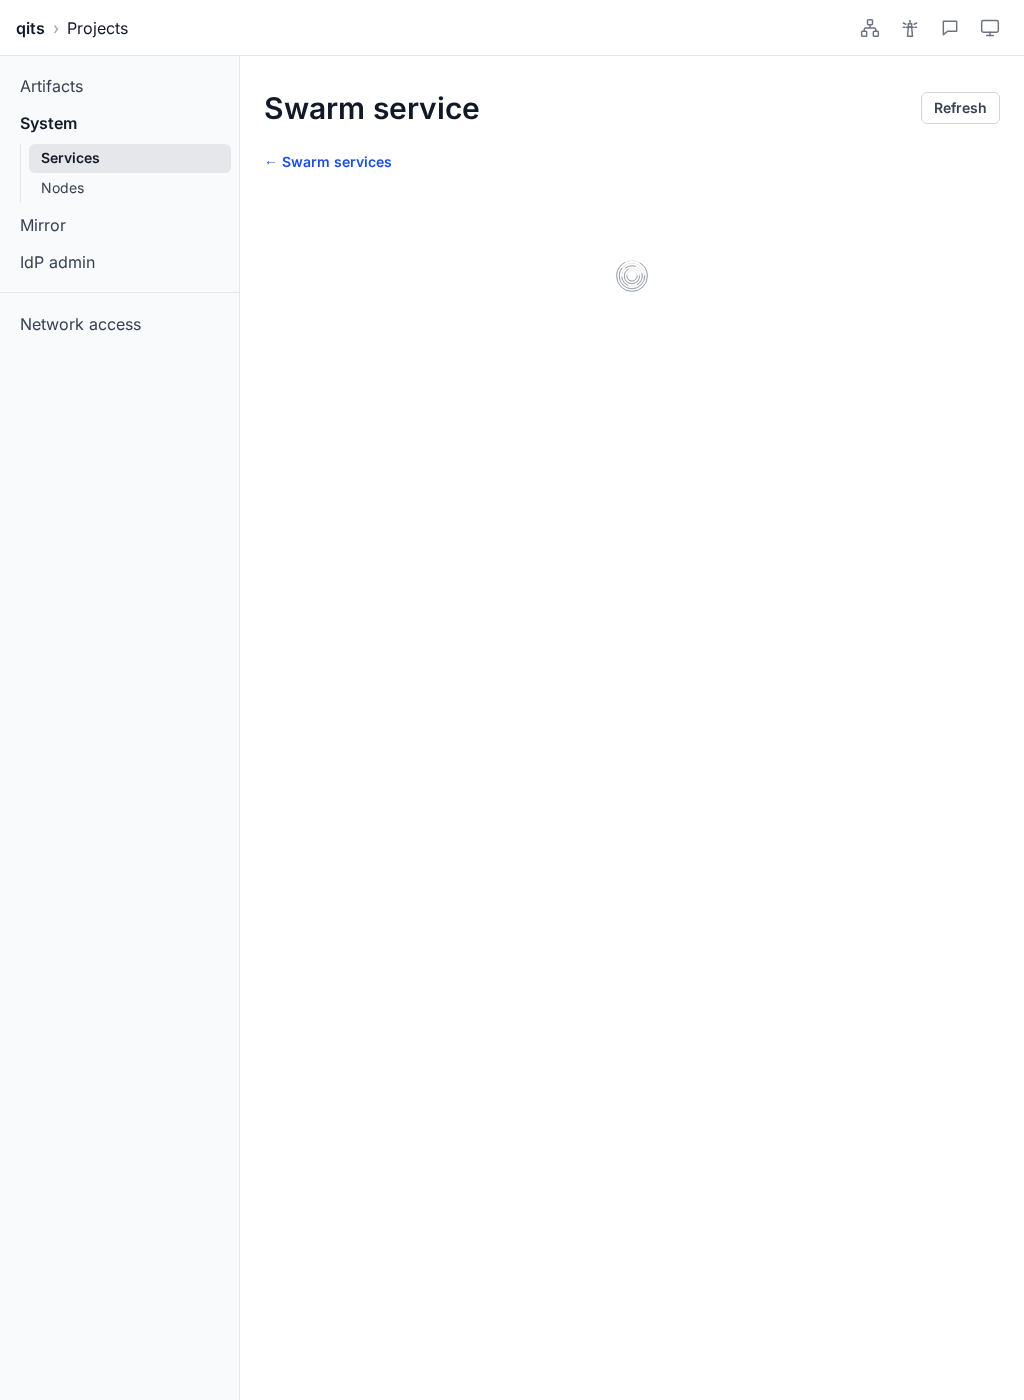 qits › Projects
Artifacts
System
Services
Nodes
Mirror
IdP admin
Network access
Swarm service
Refresh
← Swarm services